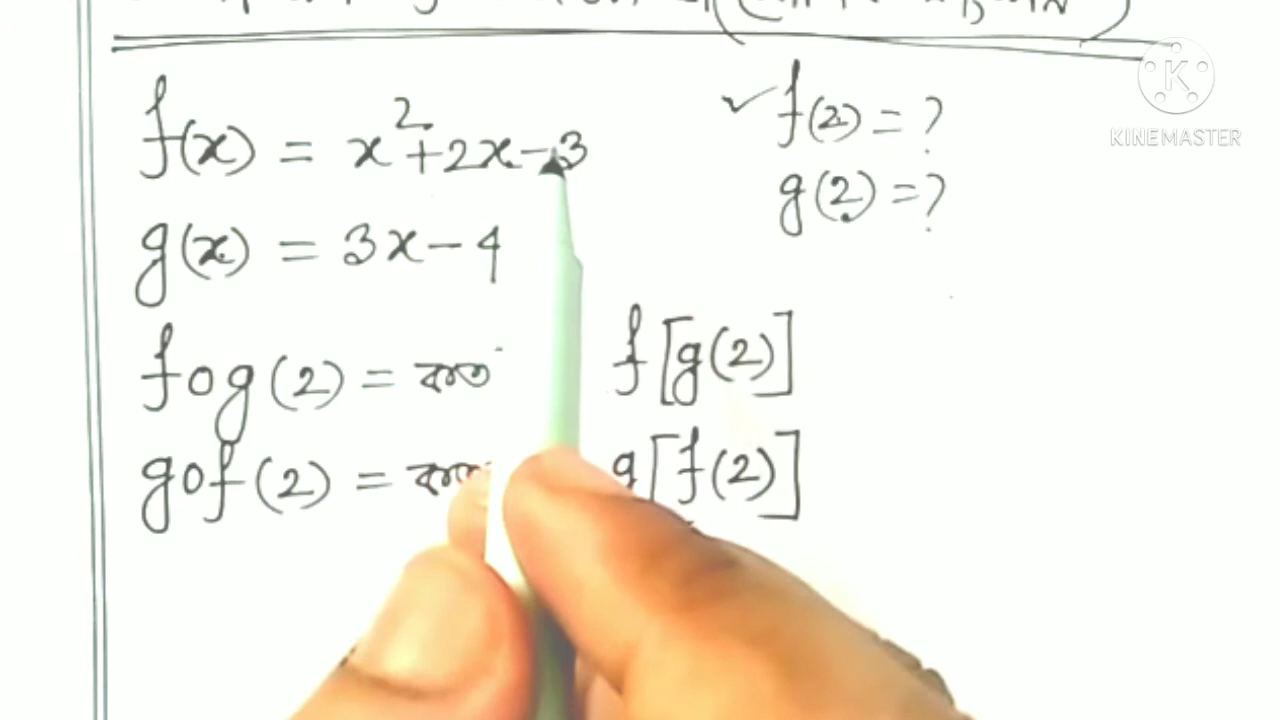 f(x) = x²+2x-3
g(x) = 3x-4
fog(2) = কত
gof(2) = কত
✓ f(2) = ?
g(2) = ?
f[g(2)]
g[f(2)]
KINEMASTER